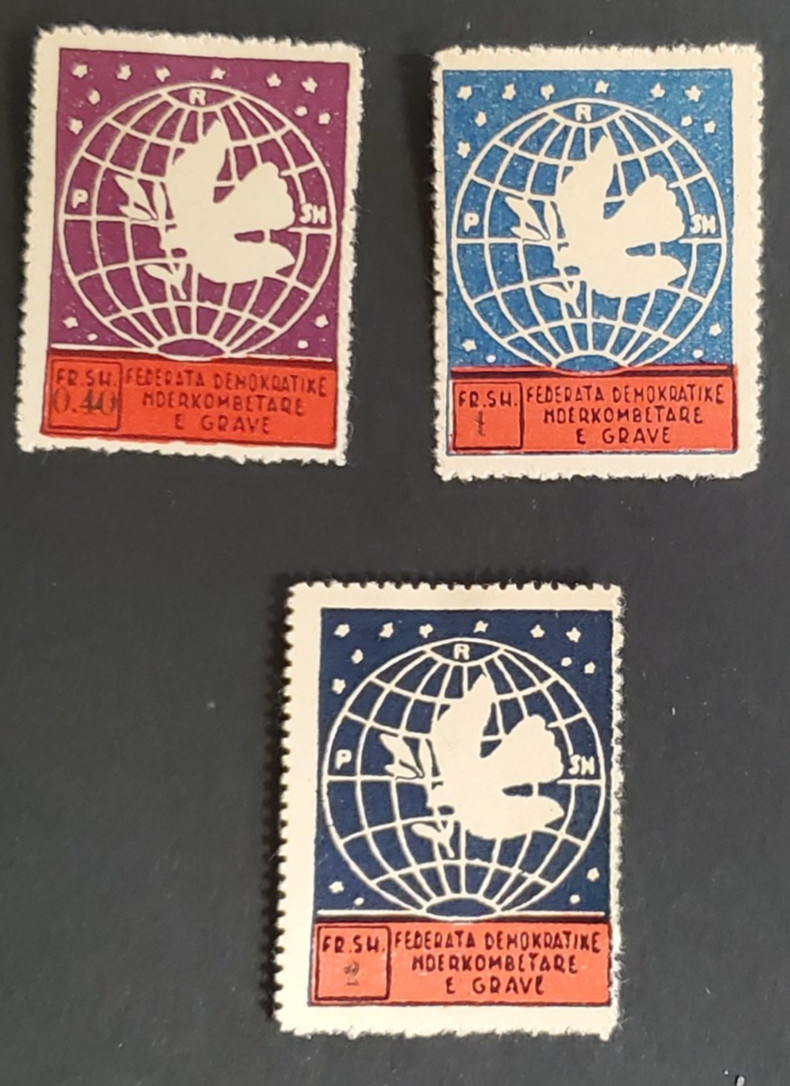 R
P SH
FR.SH. FEDERATA DEMOKRATIKE
0.40 NDERKOMBETARE
E GRAVE
R
P SH
FR.SH. FEDERATA DEMOKRATIKE
1 NDERKOMBETARE
E GRAVE
R
P SH
FR.SH. FEDERATA DEMOKRATIKE
2 NDERKOMBETARE
E GRAVE